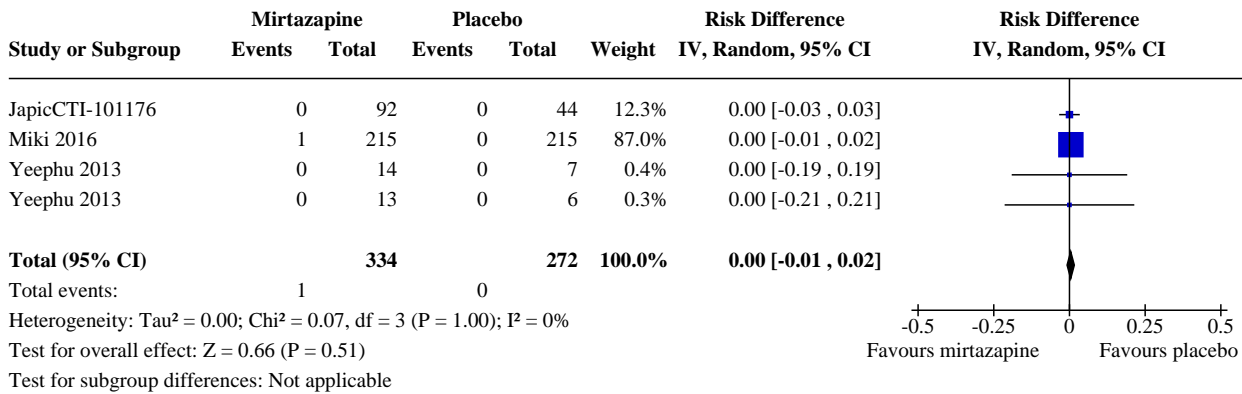 Mirtazapine Placebo Risk Difference Risk Difference
Study or Subgroup Events Total Events Total Weight IV, Random, 95% CI IV, Random, 95% CI
JapicCTI-101176 0 92 0 44 12.3% 0.00 [-0.03 , 0.03]
Miki 2016 1 215 0 215 87.0% 0.00 [-0.01 , 0.02]
Yeephu 2013 0 14 0 7 0.4% 0.00 [-0.19 , 0.19]
Yeephu 2013 0 13 0 6 0.3% 0.00 [-0.21 , 0.21]
Total (95% CI) 334 272 100.0% 0.00 [-0.01 , 0.02]
Total events: 1 0
Heterogeneity: Tau² = 0.00; Chi² = 0.07, df = 3 (P = 1.00); I² = 0%
-0.5 -0.25 0 0.25 0.5
Test for overall effect: Z = 0.66 (P = 0.51)
Favours mirtazapine Favours placebo
Test for subgroup differences: Not applicable